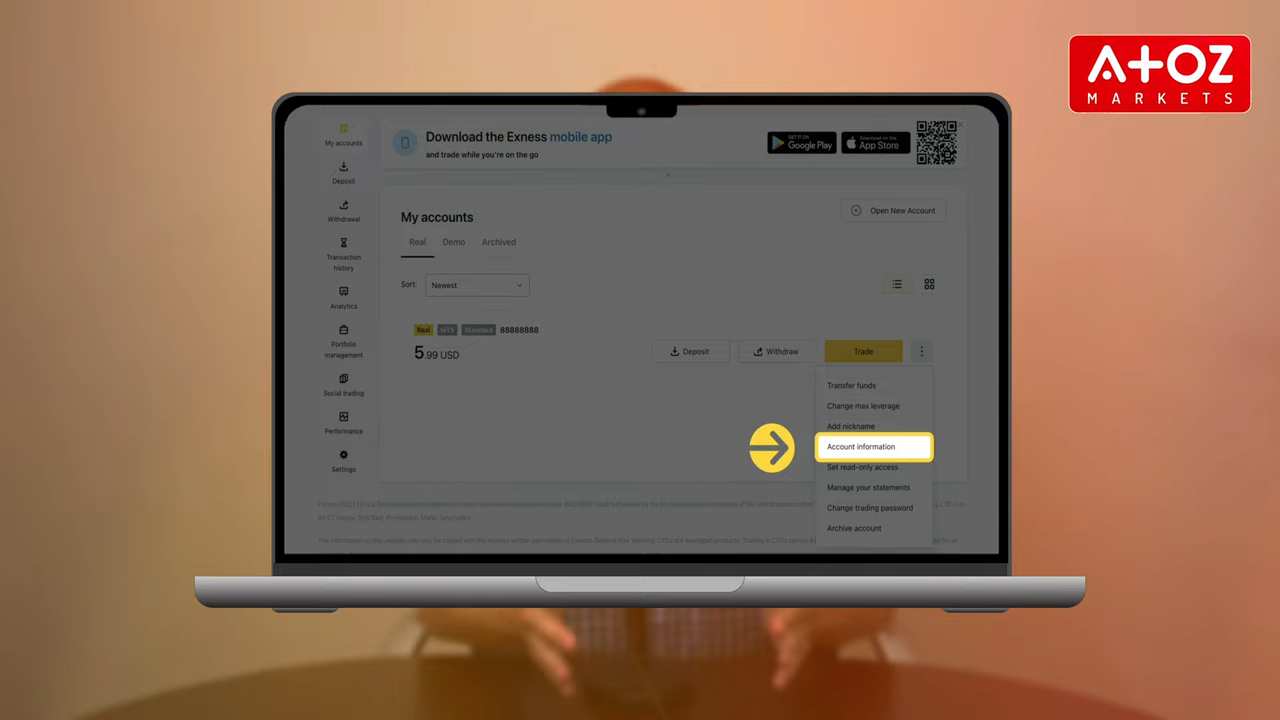 A+OZ
MARKETS
Download the Exness mobile app
and trade while you're on the go
GET IT ON
Google Play
Download on the
App Store
My accounts
Deposit
Withdrawal
Transaction
history
Analytics
Portfolio
management
Social trading
Performance
Settings
My accounts
Open New Account
Real Demo Archived
Sort: Newest
Real MT5 Standard 88888888
5.99 USD
Deposit Withdraw Trade
Transfer funds
Change max leverage
Add nickname
Account information
Set read-only access
Manage your statements
Change trading password
Archive account